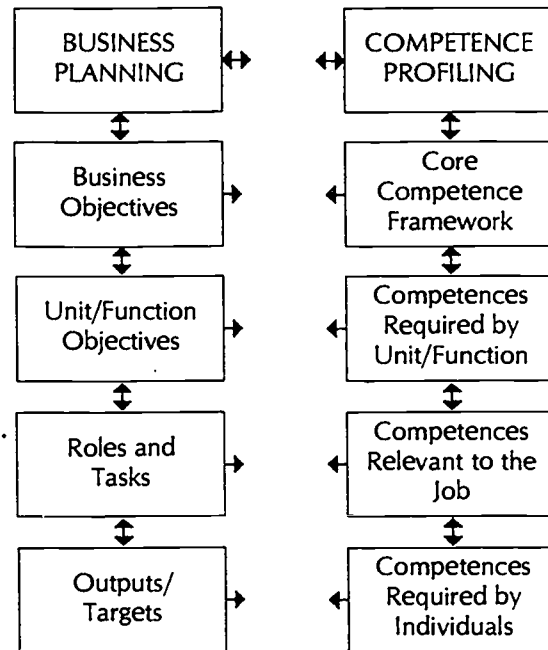 BUSINESS
PLANNING
COMPETENCE
PROFILING
Business
Objectives
Core
Competence
Framework
Unit/Function
Objectives
Competences
Required by
Unit/Function
Roles and
Tasks
Competences
Relevant to the
Job
Outputs/
Targets
Competences
Required by
Individuals